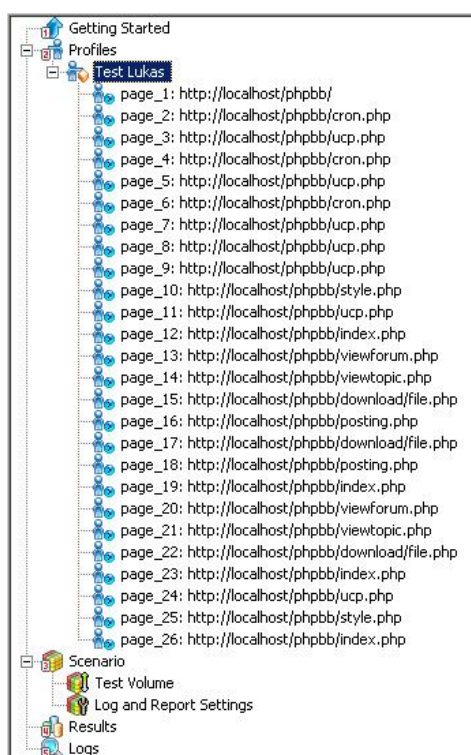 Getting Started
Profiles
Test Lukas
page_1: http://localhost/phpbb/
page_2: http://localhost/phpbb/cron.php
page_3: http://localhost/phpbb/ucp.php
page_4: http://localhost/phpbb/cron.php
page_5: http://localhost/phpbb/ucp.php
page_6: http://localhost/phpbb/cron.php
page_7: http://localhost/phpbb/ucp.php
page_8: http://localhost/phpbb/ucp.php
page_9: http://localhost/phpbb/ucp.php
page_10: http://localhost/phpbb/style.php
page_11: http://localhost/phpbb/ucp.php
page_12: http://localhost/phpbb/index.php
page_13: http://localhost/phpbb/viewforum.php
page_14: http://localhost/phpbb/viewtopic.php
page_15: http://localhost/phpbb/download/file.php
page_16: http://localhost/phpbb/posting.php
page_17: http://localhost/phpbb/download/file.php
page_18: http://localhost/phpbb/posting.php
page_19: http://localhost/phpbb/index.php
page_20: http://localhost/phpbb/viewforum.php
page_21: http://localhost/phpbb/viewtopic.php
page_22: http://localhost/phpbb/download/file.php
page_23: http://localhost/phpbb/index.php
page_24: http://localhost/phpbb/ucp.php
page_25: http://localhost/phpbb/style.php
page_26: http://localhost/phpbb/index.php
Scenario
Test Volume
Log and Report Settings
Results
Logs